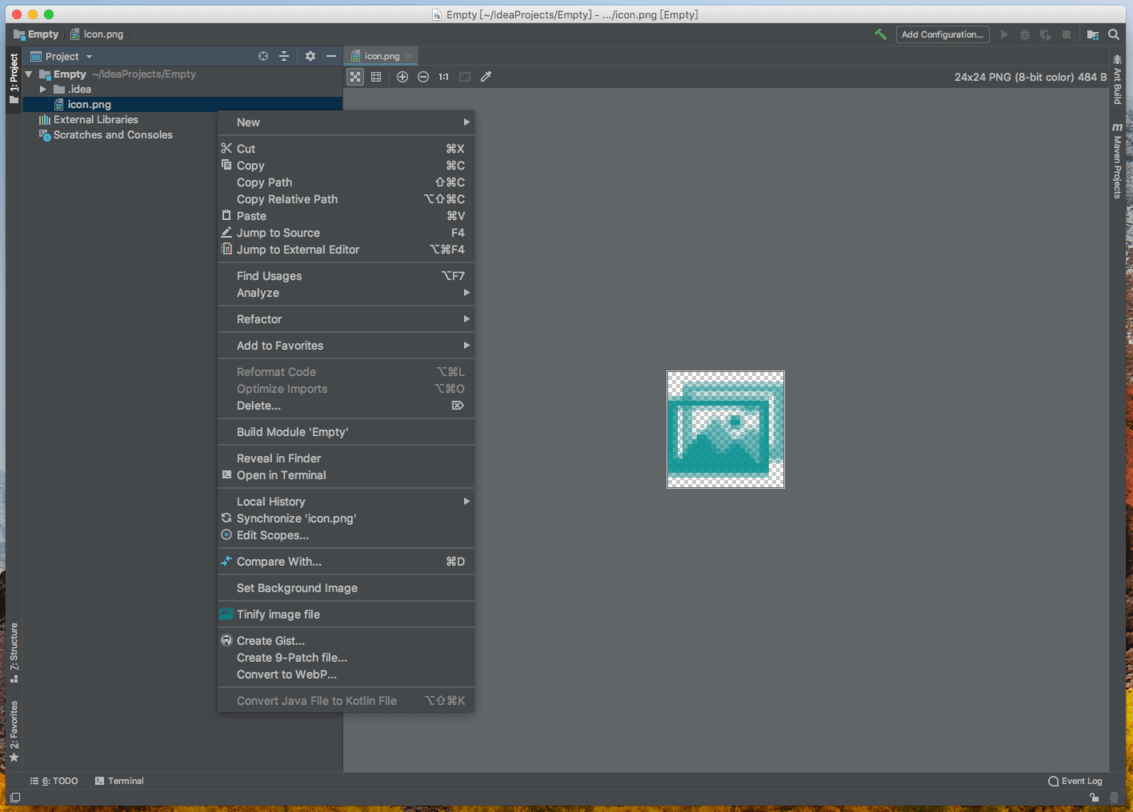 Empty [~/IdeaProjects/Empty] - .../icon.png [Empty]
Empty icon.png Add Configuration...
Project icon.png
1: Project
Empty ~/IdeaProjects/Empty
1:1 24x24 PNG (8-bit color) 484 B
.idea
icon.png
External Libraries
Scratches and Consoles
Ant Build
Maven Projects
New
Cut ⌘X
Copy ⌘C
Copy Path ⇧⌘C
Copy Relative Path ⌥⇧⌘C
Paste ⌘V
Jump to Source F4
Jump to External Editor ⌥⌘F4
Find Usages ⌥F7
Analyze
Refactor
Add to Favorites
Reformat Code ⌥⌘L
Optimize Imports ⌥⌘O
Delete... ⌦
Build Module 'Empty'
Reveal in Finder
Open in Terminal
Local History
Synchronize 'icon.png'
Edit Scopes...
Compare With... ⌘D
Set Background Image
Tinify image file
Create Gist...
Create 9-Patch file...
Convert to WebP...
Convert Java File to Kotlin File ⌥⇧⌘K
Z: Structure
2: Favorites
6: TODO Terminal Event Log